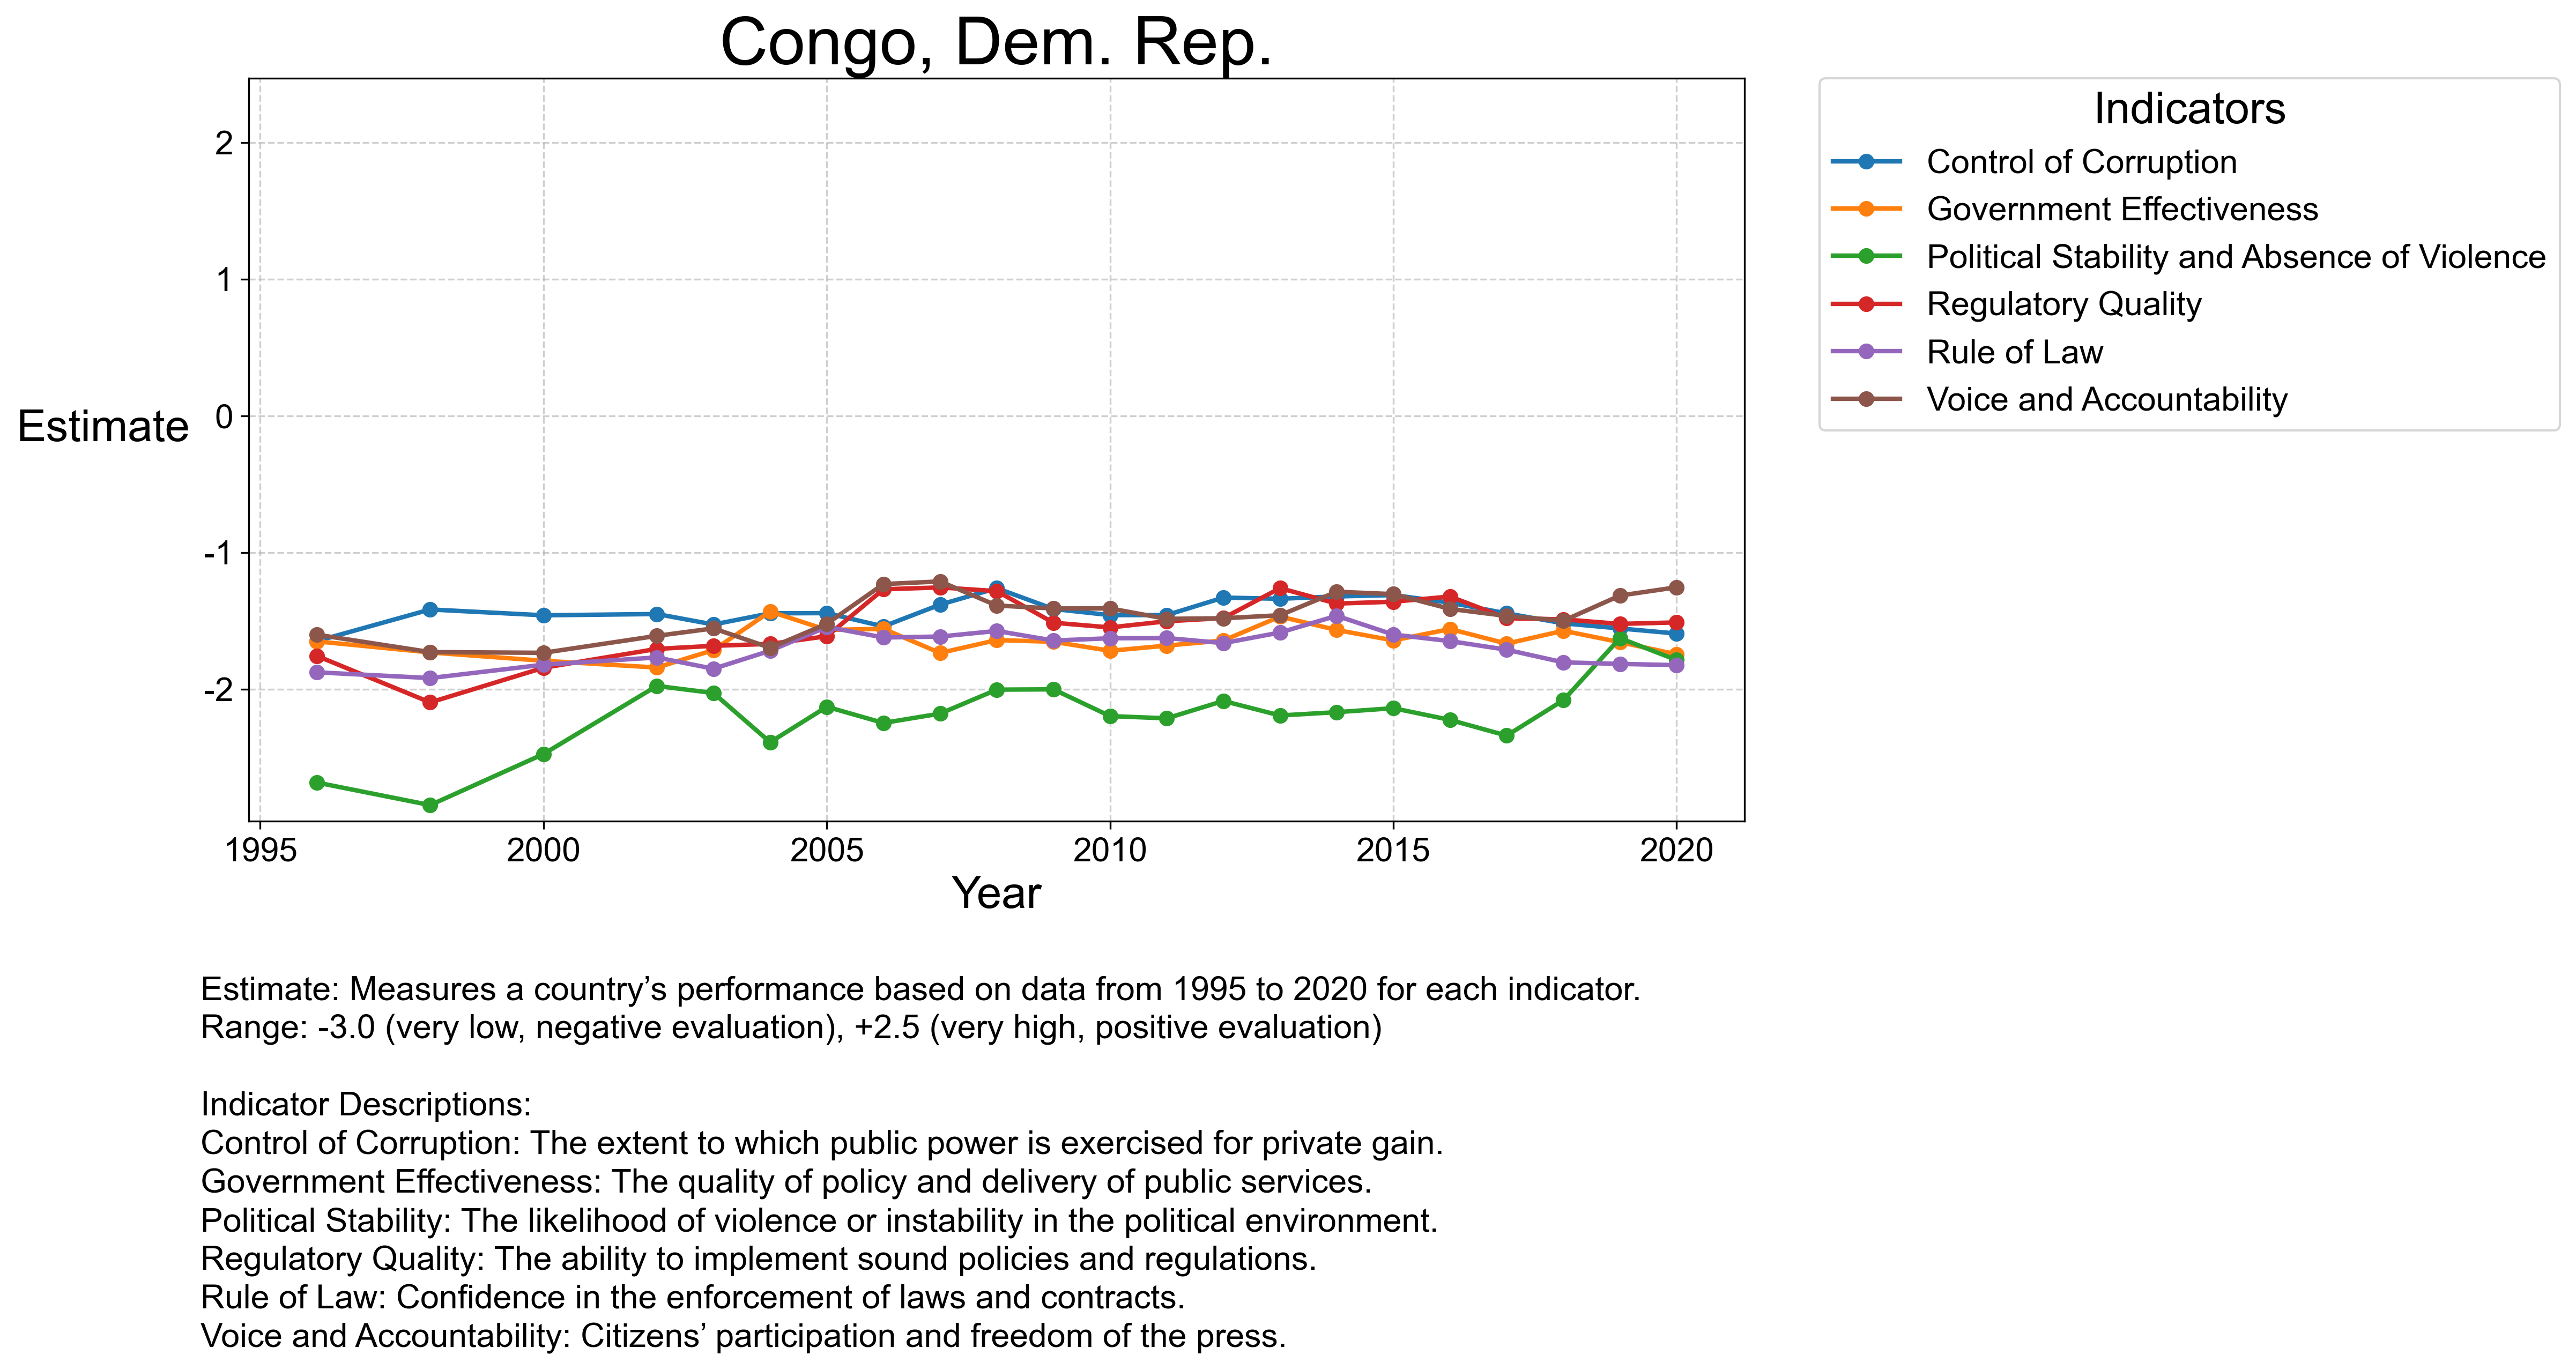 Congo, Dem. Rep.
Indicators
Control of Corruption
Government Effectiveness
Political Stability and Absence of Violence
Regulatory Quality
Rule of Law
Voice and Accountability
2
1
0
-1
-2
Estimate
1995 2000 2005 2010 2015 2020
Year
Estimate: Measures a country’s performance based on data from 1995 to 2020 for each indicator.
Range: -3.0 (very low, negative evaluation), +2.5 (very high, positive evaluation)
Indicator Descriptions:
Control of Corruption: The extent to which public power is exercised for private gain.
Government Effectiveness: The quality of policy and delivery of public services.
Political Stability: The likelihood of violence or instability in the political environment.
Regulatory Quality: The ability to implement sound policies and regulations.
Rule of Law: Confidence in the enforcement of laws and contracts.
Voice and Accountability: Citizens’ participation and freedom of the press.